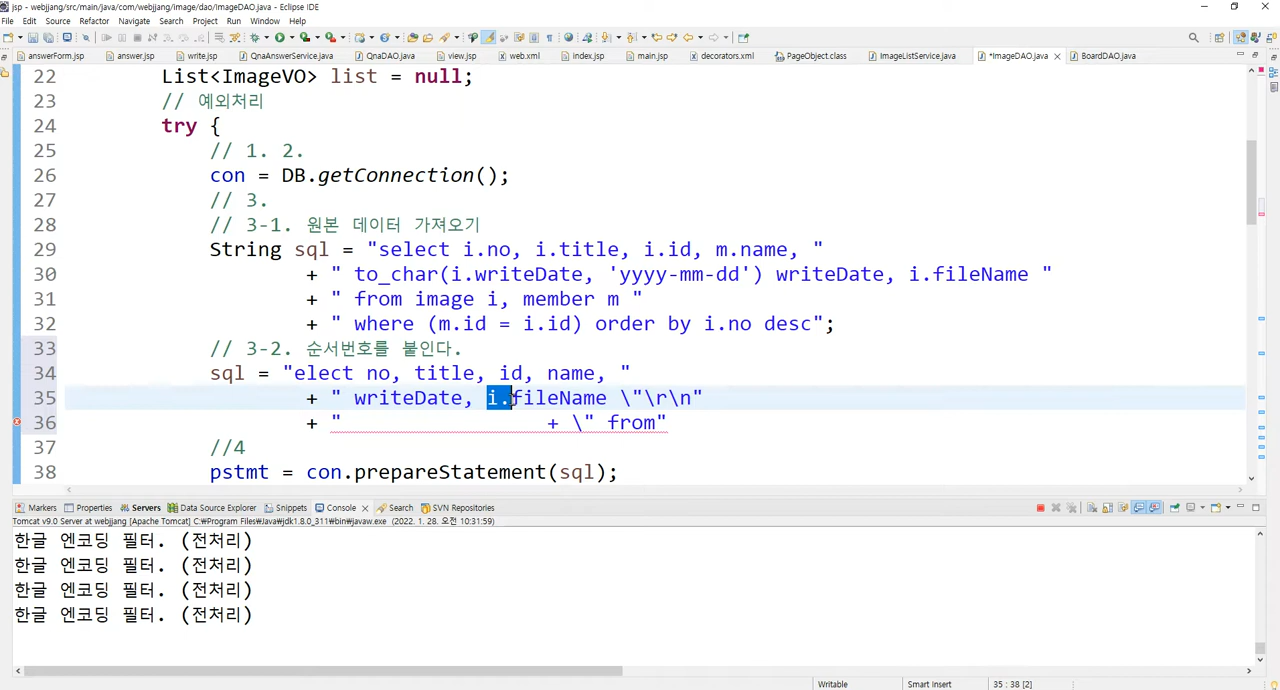 jsp - webjjang/src/main/java/com/webjjang/image/dao/ImageDAO.java - Eclipse IDE
File Edit Source Refactor Navigate Search Project Run Window Help
answerForm.jsp answer.jsp write.jsp QnaAnswerService.java QnaDAO.java view.jsp web.xml index.jsp main.jsp decorators.xml PageObject.class ImageListService.java *ImageDAO.java BoardDAO.java
22 List<ImageVO> list = null;
23 // 예외처리
24 try {
25 // 1. 2.
26 con = DB.getConnection();
27 // 3.
28 // 3-1. 원본 데이터 가져오기
29 String sql = "select i.no, i.title, i.id, m.name, "
30 + " to_char(i.writeDate, 'yyyy-mm-dd') writeDate, i.fileName "
31 + " from image i, member m "
32 + " where (m.id = i.id) order by i.no desc";
33 // 3-2. 순서번호를 붙인다.
34 sql = "elect no, title, id, name, "
35 + " writeDate, i.fileName \"\r\n"
36 + " + \" from"
37 //4
38 pstmt = con.prepareStatement(sql);
Markers Properties Servers Data Source Explorer Snippets Console Search SVN Repositories
Tomcat v9.0 Server at webjjang [Apache Tomcat] C:₩Program Files₩Java₩jdk1.8.0_311₩bin₩javaw.exe (2022. 1. 28. 오전 10:31:59)
한글 엔코딩 필터. (전처리)
한글 엔코딩 필터. (전처리)
한글 엔코딩 필터. (전처리)
한글 엔코딩 필터. (전처리)
Writable Smart Insert 35 : 38 [2]